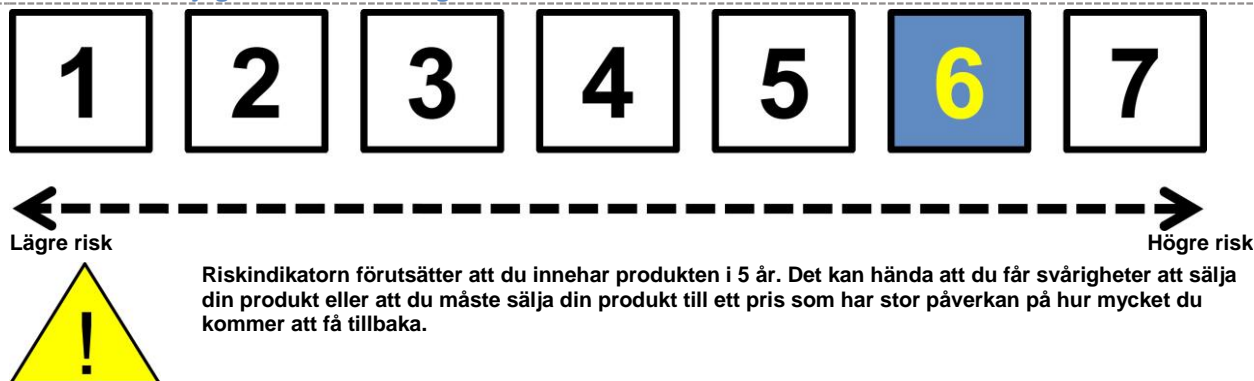 1 2 3 4 5 6 7
Lägre risk Högre risk
Riskindikatorn förutsätter att du innehar produkten i 5 år. Det kan hända att du får svårigheter att sälja
din produkt eller att du måste sälja din produkt till ett pris som har stor påverkan på hur mycket du
kommer att få tillbaka.
!